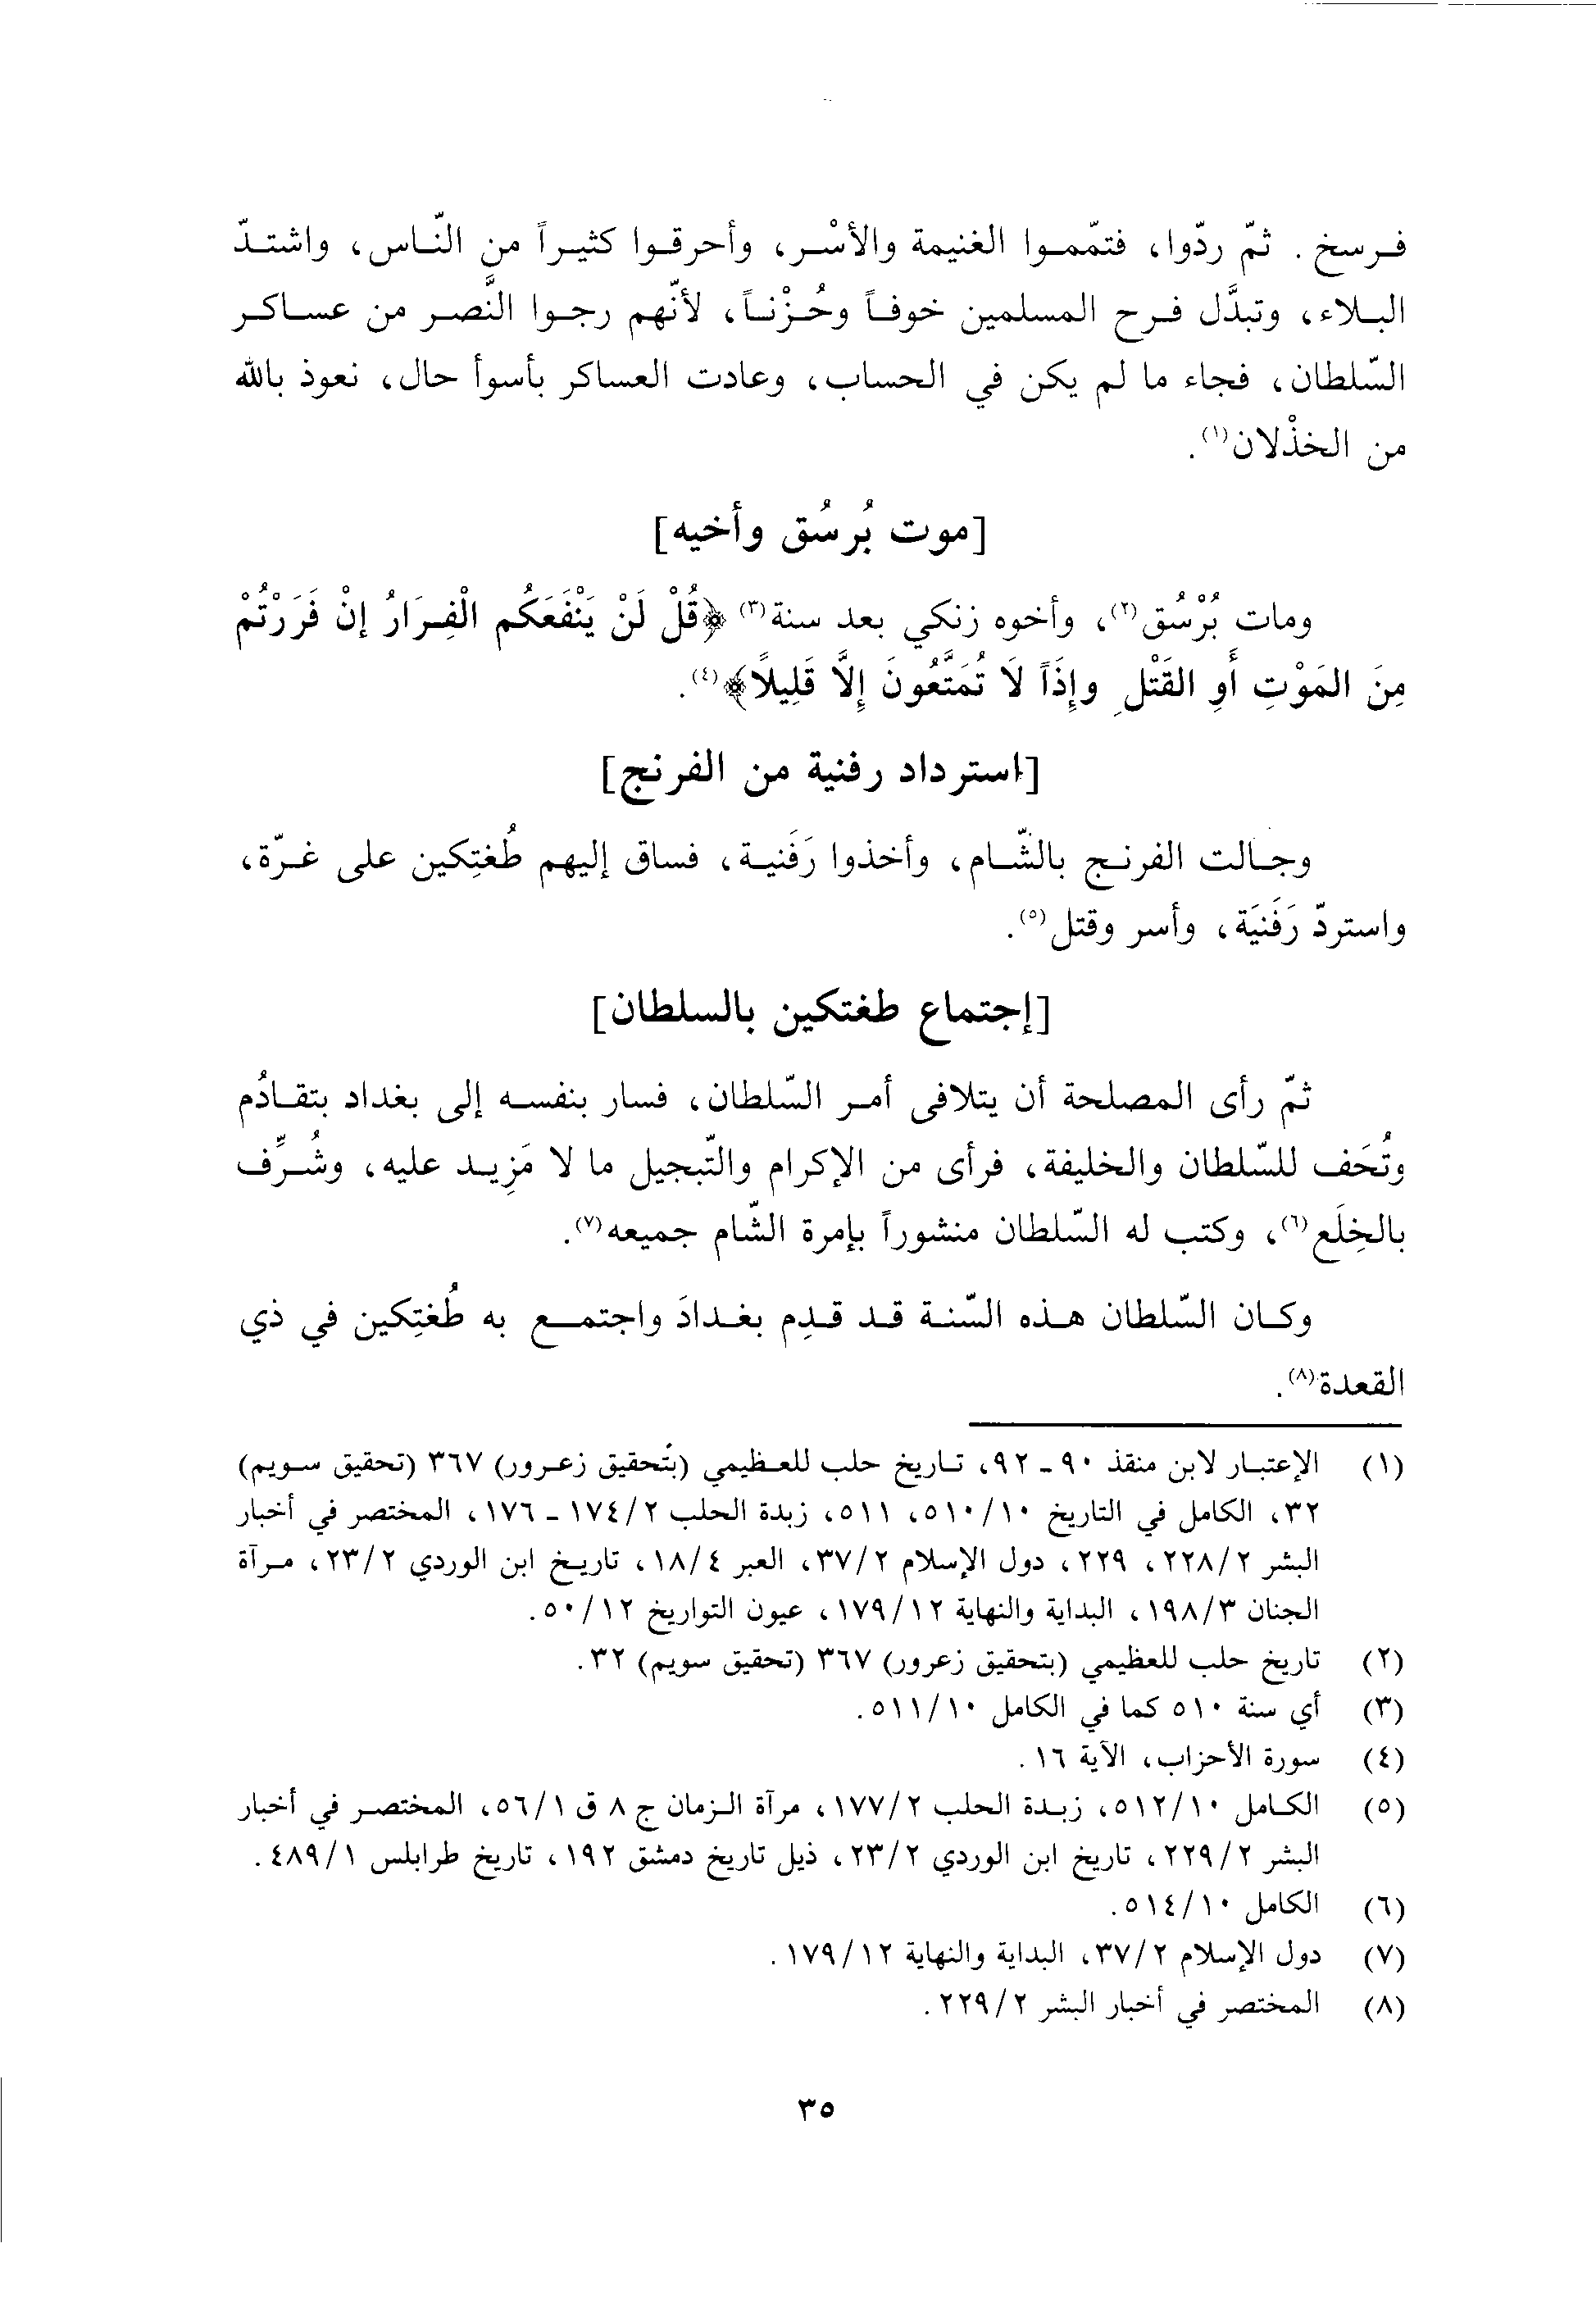 فرسخ. ثمّ ردّوا، فتمّموا الغنيمة والأسْر، وأحرقوا كثيراً من النّاس، واشتدّ
البلاء، وتبدَّل فرح المسلمين خوفاً وحُزْناً، لأنّهم رجوا النَّصر من عساكر
السّلطان، فجاء ما لم يكن في الحساب، وعادت العساكر بأسوأ حال، نعوذ بالله
من الخذْلان(١).
[موت بُرسُق وأخيه]
ومات بُرْسُق(٢)، وأخوه زنكي بعد سنة(٣) ﴿قُلْ لَنْ يَنْفَعَكُم الْفِرَارُ إنْ فَرَرْتُمْ
مِنَ المَوْتِ أَوِ القَتْلِ وإِذَاً لَا تُمَتَّعُونَ إِلَّا قَلِيلاً﴾(٤).
[استرداد رفنية من الفرنج]
وجالت الفرنج بالشّام، وأخذوا رَفَنية، فساق إليهم طُغتِكين على غرّة،
واستردّ رَفَنيَة، وأسر وقتل(٥).
[إجتماع طغتكين بالسلطان]
ثمّ رأى المصلحة أن يتلافى أمر السّلطان، فسار بنفسه إلى بغداد بتقادُم
وتُحَف للسّلطان والخليفة، فرأى من الإكرام والتّبجيل ما لا مَزِيد عليه، وشُرِّف
بالخِلَع(٦)، وكتب له السّلطان منشوراً بإمرة الشّام جميعه(٧).
وكان السّلطان هذه السّنة قد قدِم بغدادَ واجتمع به طُغتِكين في ذي
القعدة(٨).
(١) الإعتبار لابن منقذ ٩٠ - ٩٢، تاريخ حلب للعظيمي (بتحقيق زعرور) ٣٦٧ (تحقيق سويم)
٣٢، الكامل في التاريخ ٥١٠/١٠، ٥١١، زبدة الحلب ١٧٤/٢ - ١٧٦، المختصر في أخبار
البشر ٢٢٨/٢، ٢٢٩، دول الإسلام ٣٧/٢، العبر ١٨/٤، تاريخ ابن الوردي ٢٣/٢، مرآة
الجنان ١٩٨/٣، البداية والنهاية ١٧٩/١٢، عيون التواريخ ٥٠/١٢.
(٢) تاريخ حلب للعظيمي (بتحقيق زعرور) ٣٦٧ (تحقيق سويم) ٣٢.
(٣) أي سنة ٥١٠ كما في الكامل ٥١١/١٠.
(٤) سورة الأحزاب، الآية ١٦.
(٥) الكامل ٥١٢/١٠، زبدة الحلب ١٧٧/٢، مرآة الزمان ج ٨ ق ٥٦/١، المختصر في أخبار
البشر ٢٢٩/٢، تاريخ ابن الوردي ٢٣/٢، ذيل تاريخ دمشق ١٩٢، تاريخ طرابلس ٤٨٩/١.
(٦) الكامل ٥١٤/١٠.
(٧) دول الإسلام ٣٧/٢، البداية والنهاية ١٧٩/١٢.
(٨) المختصر في أخبار البشر ٢٢٩/٢.
٣٥